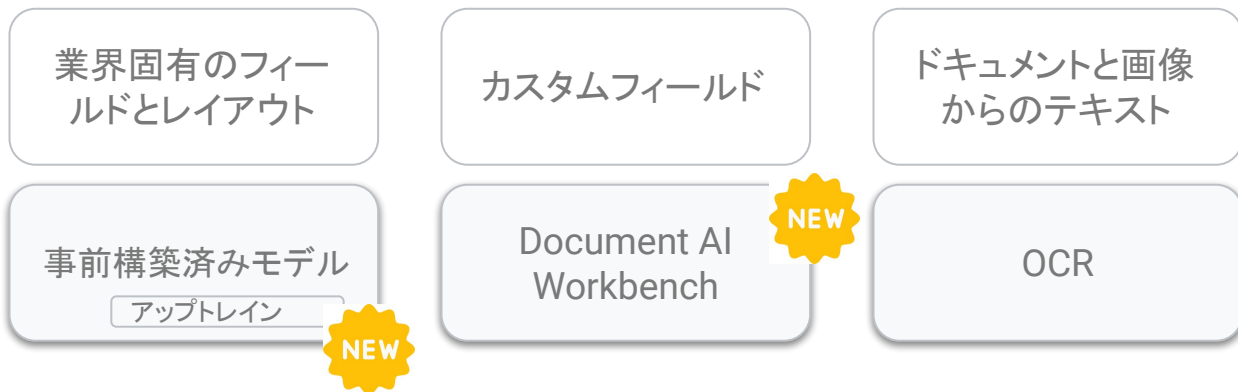 業界固有のフィー
ルドとレイアウト
カスタムフィールド
ドキュメントと画像
からのテキスト
事前構築済みモデル
アップトレイン
NEW
Document AI
Workbench
NEW
OCR